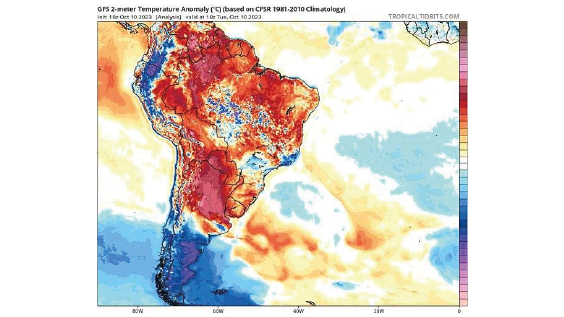 GFS 2-meter Temperature Anomaly (°C) (based on CFSR 1981-2010 Climatology)
Init: 18z Oct 10 2023 [Analysis] valid at 18z Tue, Oct 10 2023
TROPICALTIDBITS.COM
80W 60W 40W 20W 0